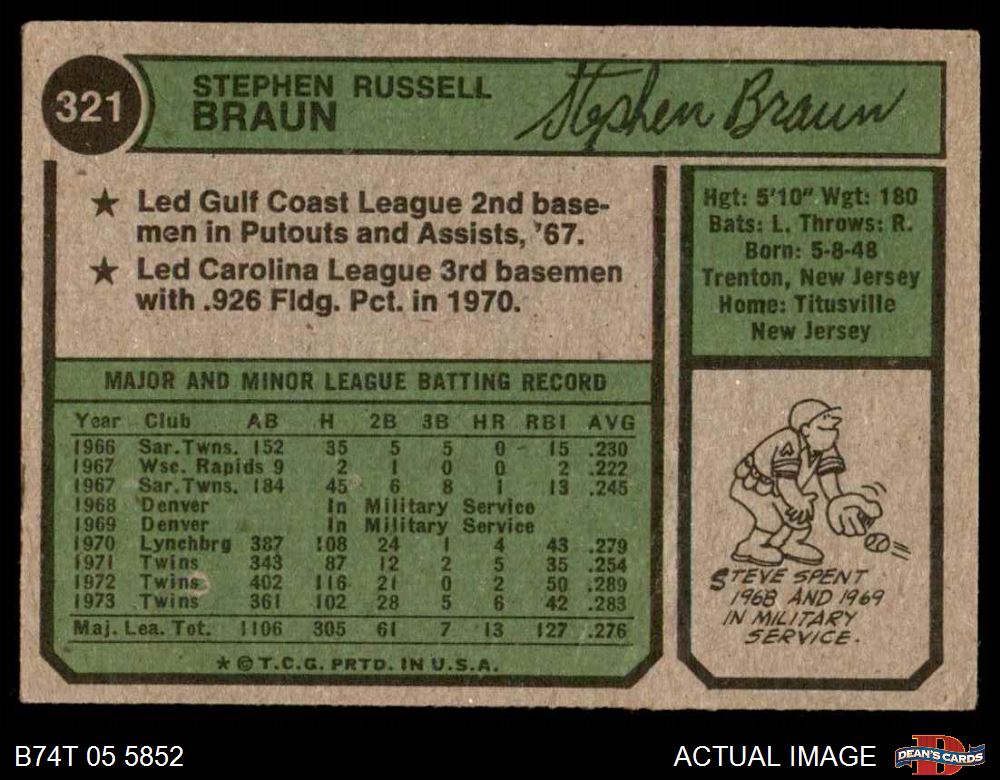 321
STEPHEN RUSSELL
BRAUN
Stephen Braun
★ Led Gulf Coast League 2nd base-
men in Putouts and Assists, '67.
★ Led Carolina League 3rd basemen
with .926 Fldg. Pct. in 1970.
Hgt: 5'10" Wgt: 180
Bats: L. Throws: R.
Born: 5-8-48
Trenton, New Jersey
Home: Titusville
New Jersey
MAJOR AND MINOR LEAGUE BATTING RECORD
Year Club AB H 2B 3B HR RBI AVG
1966 Sar. Twns. 152 35 5 5 0 15 .230
1967 Wsc. Rapids 9 2 1 0 0 2 .222
1967 Sar. Twns. 184 45 6 8 1 13 .245
1968 Denver In Military Service
1969 Denver In Military Service
1970 Lynchbrg 387 108 24 1 4 43 .279
1971 Twins 343 87 12 2 5 35 .254
1972 Twins 402 116 21 0 2 50 .289
1973 Twins 361 102 28 5 6 42 .283
Maj. Lea. Tot. 1106 305 61 7 13 127 .276
★ © T.C.G. PRTD. IN U.S.A.
STEVE SPENT
1968 AND 1969
IN MILITARY
SERVICE.
B74T 05 5852
ACTUAL IMAGE
D
DEAN'S CARDS